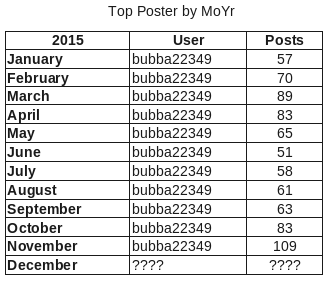 Top Poster by MoYr
2015 User Posts
January bubba22349 57
February bubba22349 70
March bubba22349 89
April bubba22349 83
May bubba22349 65
June bubba22349 51
July bubba22349 58
August bubba22349 61
September bubba22349 63
October bubba22349 83
November bubba22349 109
December ???? ????